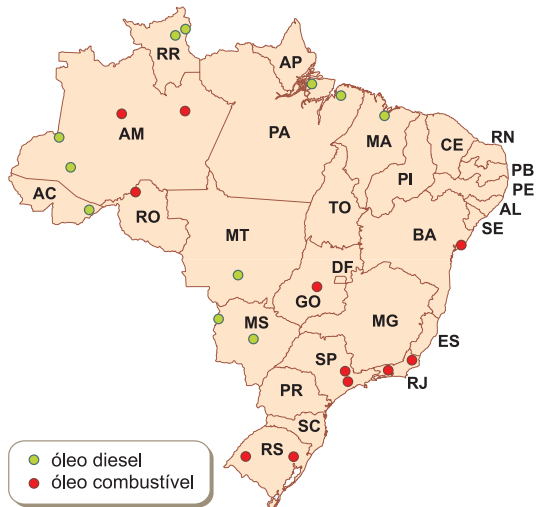 RR
AP
AM
PA
MA
CE
RN
PB
PI
PE
AC
AL
TO
RO
SE
MT
BA
DF
GO
MS
MG
ES
SP
RJ
PR
SC
RS
óleo diesel
óleo combustível